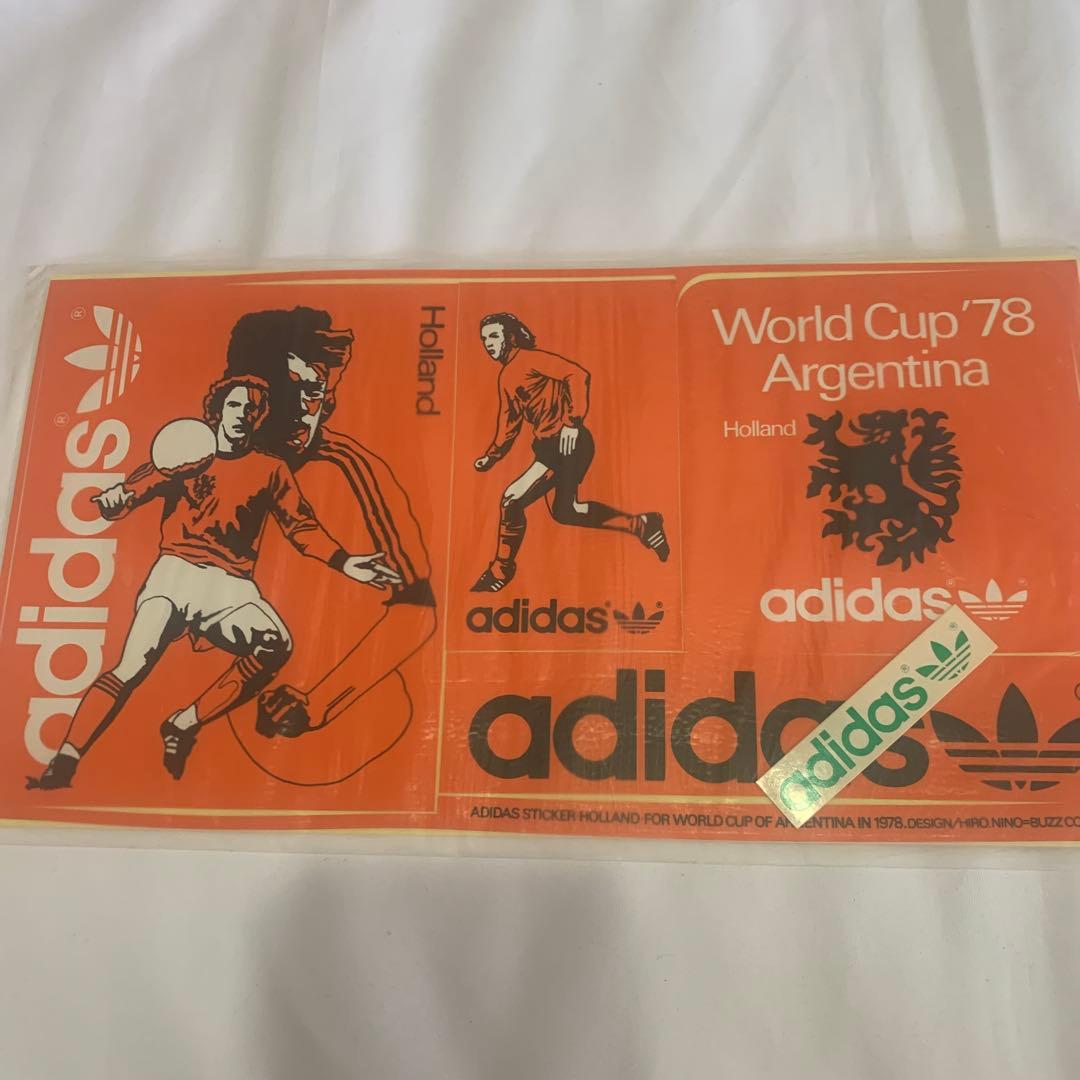 adidas®
®
Holland
adidas®
World Cup '78
Argentina
Holland
adidas®
adidas
adidas®
®
ADIDAS STICKER HOLLAND FOR WORLD CUP OF ARGENTINA IN 1978.DESIGN/HIRO.NINO=BUZZ CO